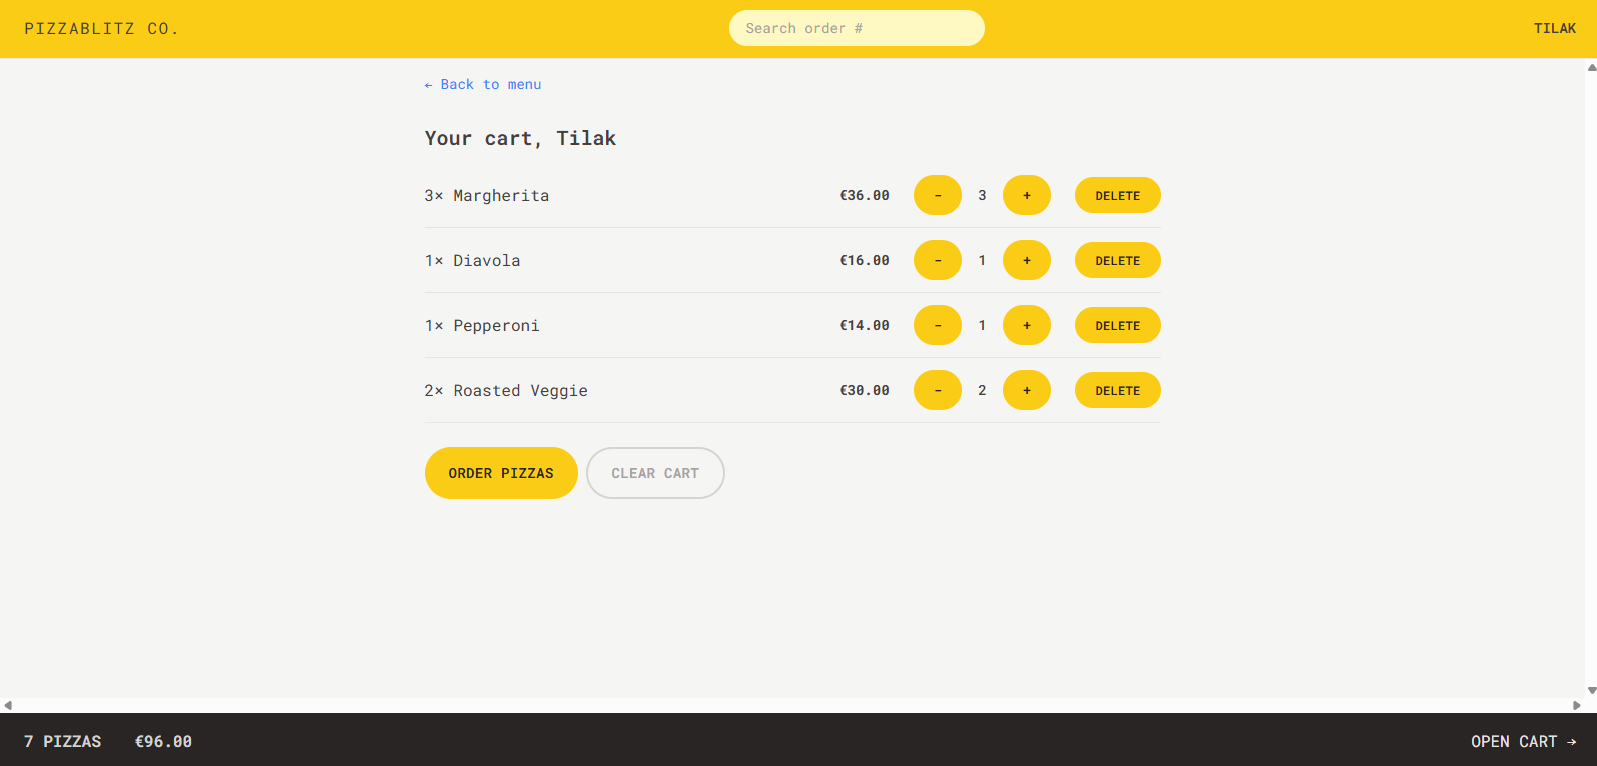 PIZZABLITZ CO. Search order # TILAK
← Back to menu
Your cart, Tilak
3× Margherita €36.00 - 3 + DELETE
1× Diavola €16.00 - 1 + DELETE
1× Pepperoni €14.00 - 1 + DELETE
2× Roasted Veggie €30.00 - 2 + DELETE
ORDER PIZZAS CLEAR CART
7 PIZZAS €96.00 OPEN CART →